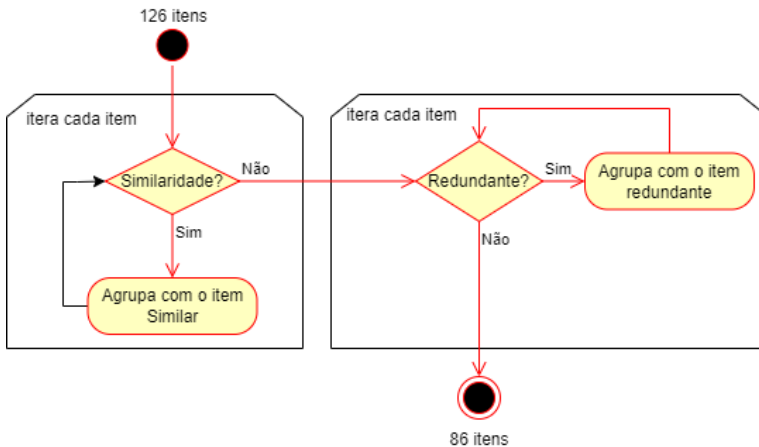 126 itens
itera cada item
itera cada item
Similaridade?
Não
Redundante?
Sim
Agrupa com o item
redundante
Sim
Não
Agrupa com o item
Similar
86 itens